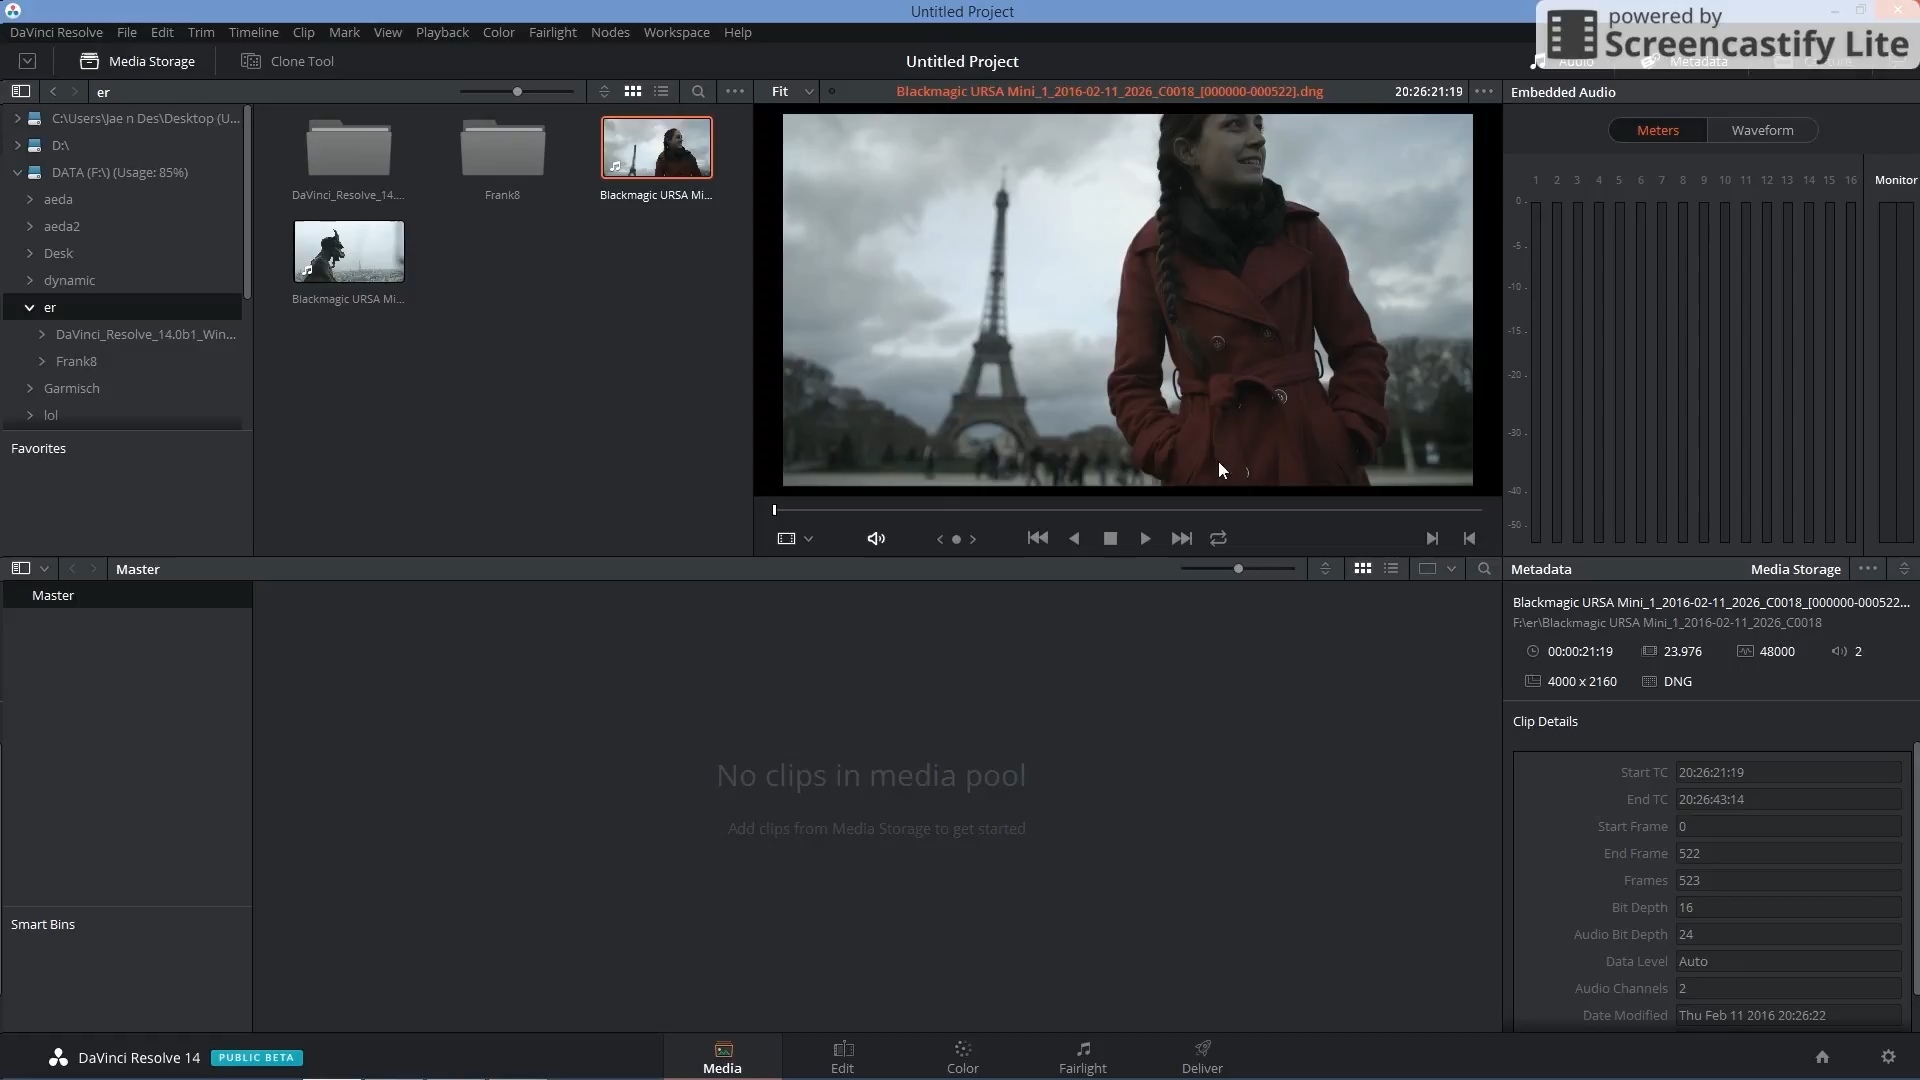 Untitled Project
DaVinci Resolve File Edit Trim Timeline Clip Mark View Playback Color Fairlight Nodes Workspace Help
powered by
Screencastify Lite
Media Storage Clone Tool
Untitled Project
Audio Metadata
er
Fit
Blackmagic URSA Mini_1_2016-02-11_2026_C0018_[000000-000522].dng
20:26:21:19
Embedded Audio
Meters Waveform
C:\Users\Jae n Des\Desktop (U...
D:\
DATA (F:\) (Usage: 85%)
aeda
aeda2
Desk
dynamic
er
DaVinci_Resolve_14.0b1_Win...
Frank8
Garmisch
lol
Favorites
DaVinci_Resolve_14....
Frank8
Blackmagic URSA Mi...
Blackmagic URSA Mi...
1 2 3 4 5 6 7 8 9 10 11 12 13 14 15 16 Monitor
0
-5
-10
-15
-20
-30
-40
-50
Master
Master
Smart Bins
No clips in media pool
Add clips from Media Storage to get started
Metadata Media Storage
Blackmagic URSA Mini_1_2016-02-11_2026_C0018_[000000-000522...
F:\er\Blackmagic URSA Mini_1_2016-02-11_2026_C0018
00:00:21:19 23.976 48000 2
4000 x 2160 DNG
Clip Details
Start TC 20:26:21:19
End TC 20:26:43:14
Start Frame 0
End Frame 522
Frames 523
Bit Depth 16
Audio Bit Depth 24
Data Level Auto
Audio Channels 2
Date Modified Thu Feb 11 2016 20:26:22
DaVinci Resolve 14 PUBLIC BETA
Media Edit Color Fairlight Deliver